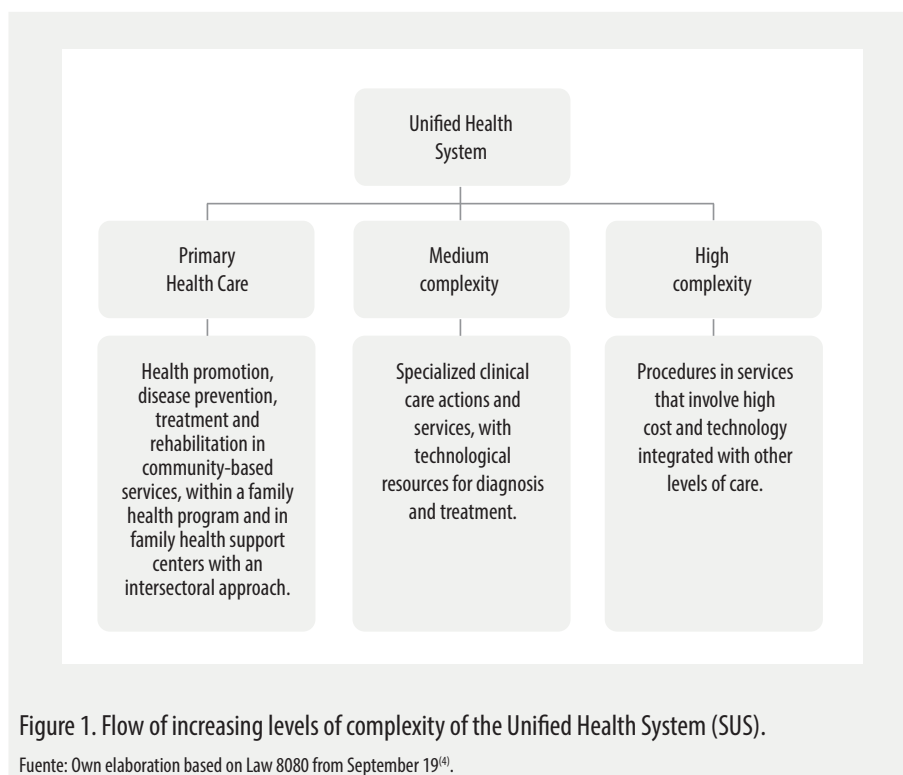 Unified Health
System
Primary
Health Care
Medium
complexity
High
complexity
Health promotion,
disease prevention,
treatment and
rehabilitation in
community-based
services, within a family
health program and in
family health support
centers with an
intersectoral approach.
Specialized clinical
care actions and
services, with
technological
resources for diagnosis
and treatment.
Procedures in services
that involve high
cost and technology
integrated with other
levels of care.
Figure 1. Flow of increasing levels of complexity of the Unified Health System (SUS).
Fuente: Own elaboration based on Law 8080 from September 19(4).